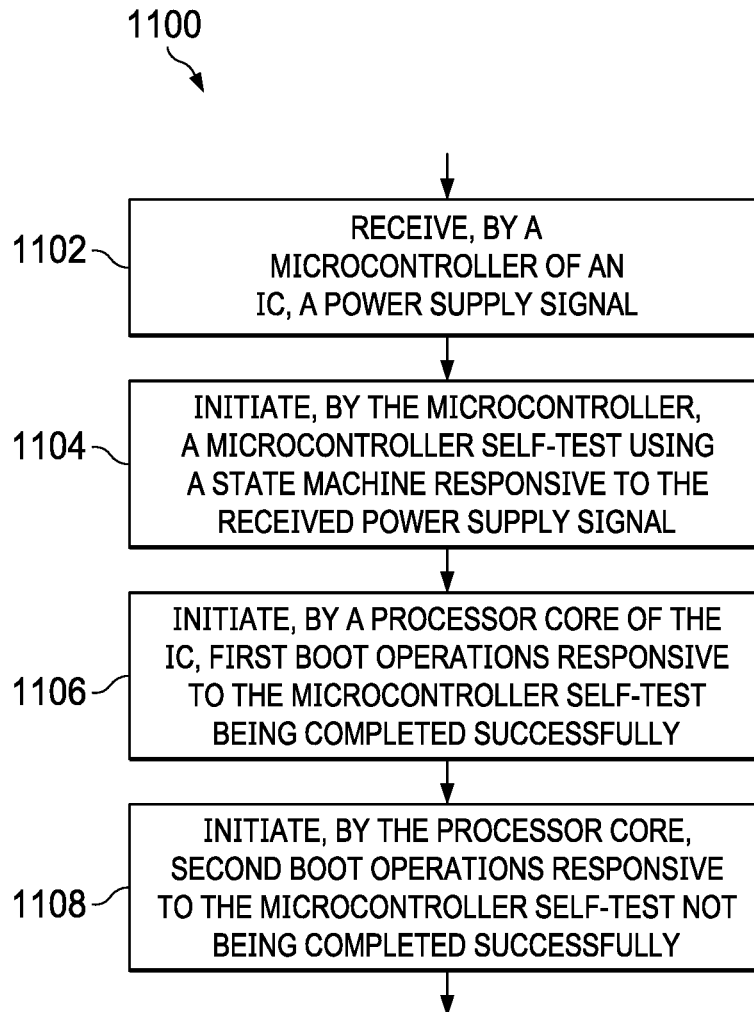 1100
1102
RECEIVE, BY A
MICROCONTROLLER OF AN
IC, A POWER SUPPLY SIGNAL
1104
INITIATE, BY THE MICROCONTROLLER,
A MICROCONTROLLER SELF-TEST USING
A STATE MACHINE RESPONSIVE TO THE
RECEIVED POWER SUPPLY SIGNAL
1106
INITIATE, BY A PROCESSOR CORE OF THE
IC, FIRST BOOT OPERATIONS RESPONSIVE
TO THE MICROCONTROLLER SELF-TEST
BEING COMPLETED SUCCESSFULLY
1108
INITIATE, BY THE PROCESSOR CORE,
SECOND BOOT OPERATIONS RESPONSIVE
TO THE MICROCONTROLLER SELF-TEST NOT
BEING COMPLETED SUCCESSFULLY